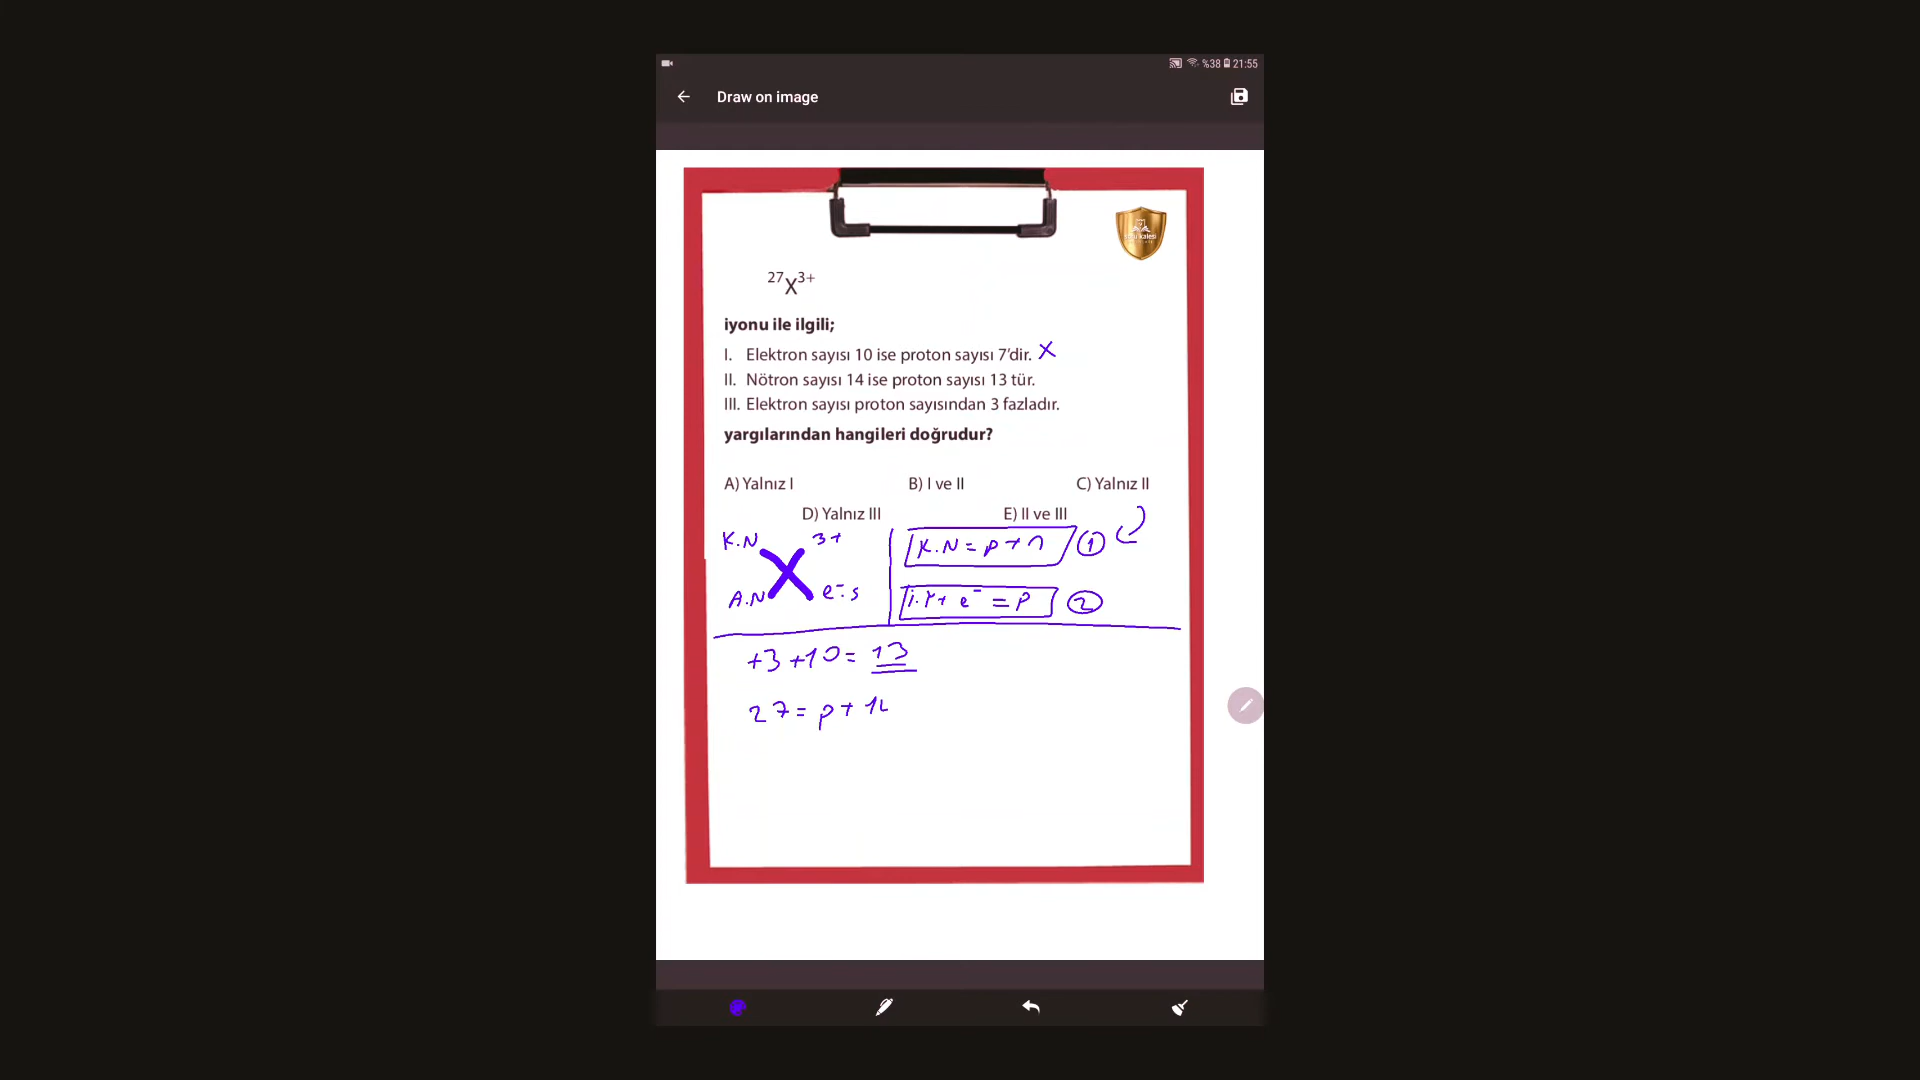 %38 21:55
Draw on image
27X3+
iyonu ile ilgili;
I. Elektron sayısı 10 ise proton sayısı 7'dir. X
II. Nötron sayısı 14 ise proton sayısı 13 tür.
III. Elektron sayısı proton sayısından 3 fazladır.
yargılarından hangileri doğrudur?
A) Yalnız I B) I ve II C) Yalnız II
D) Yalnız III E) II ve III
K.N 3+ K.N = p + n 1
X
A.N e-.s i.Y + e- = p 2
+3 +10 = 13
27 = p + 14